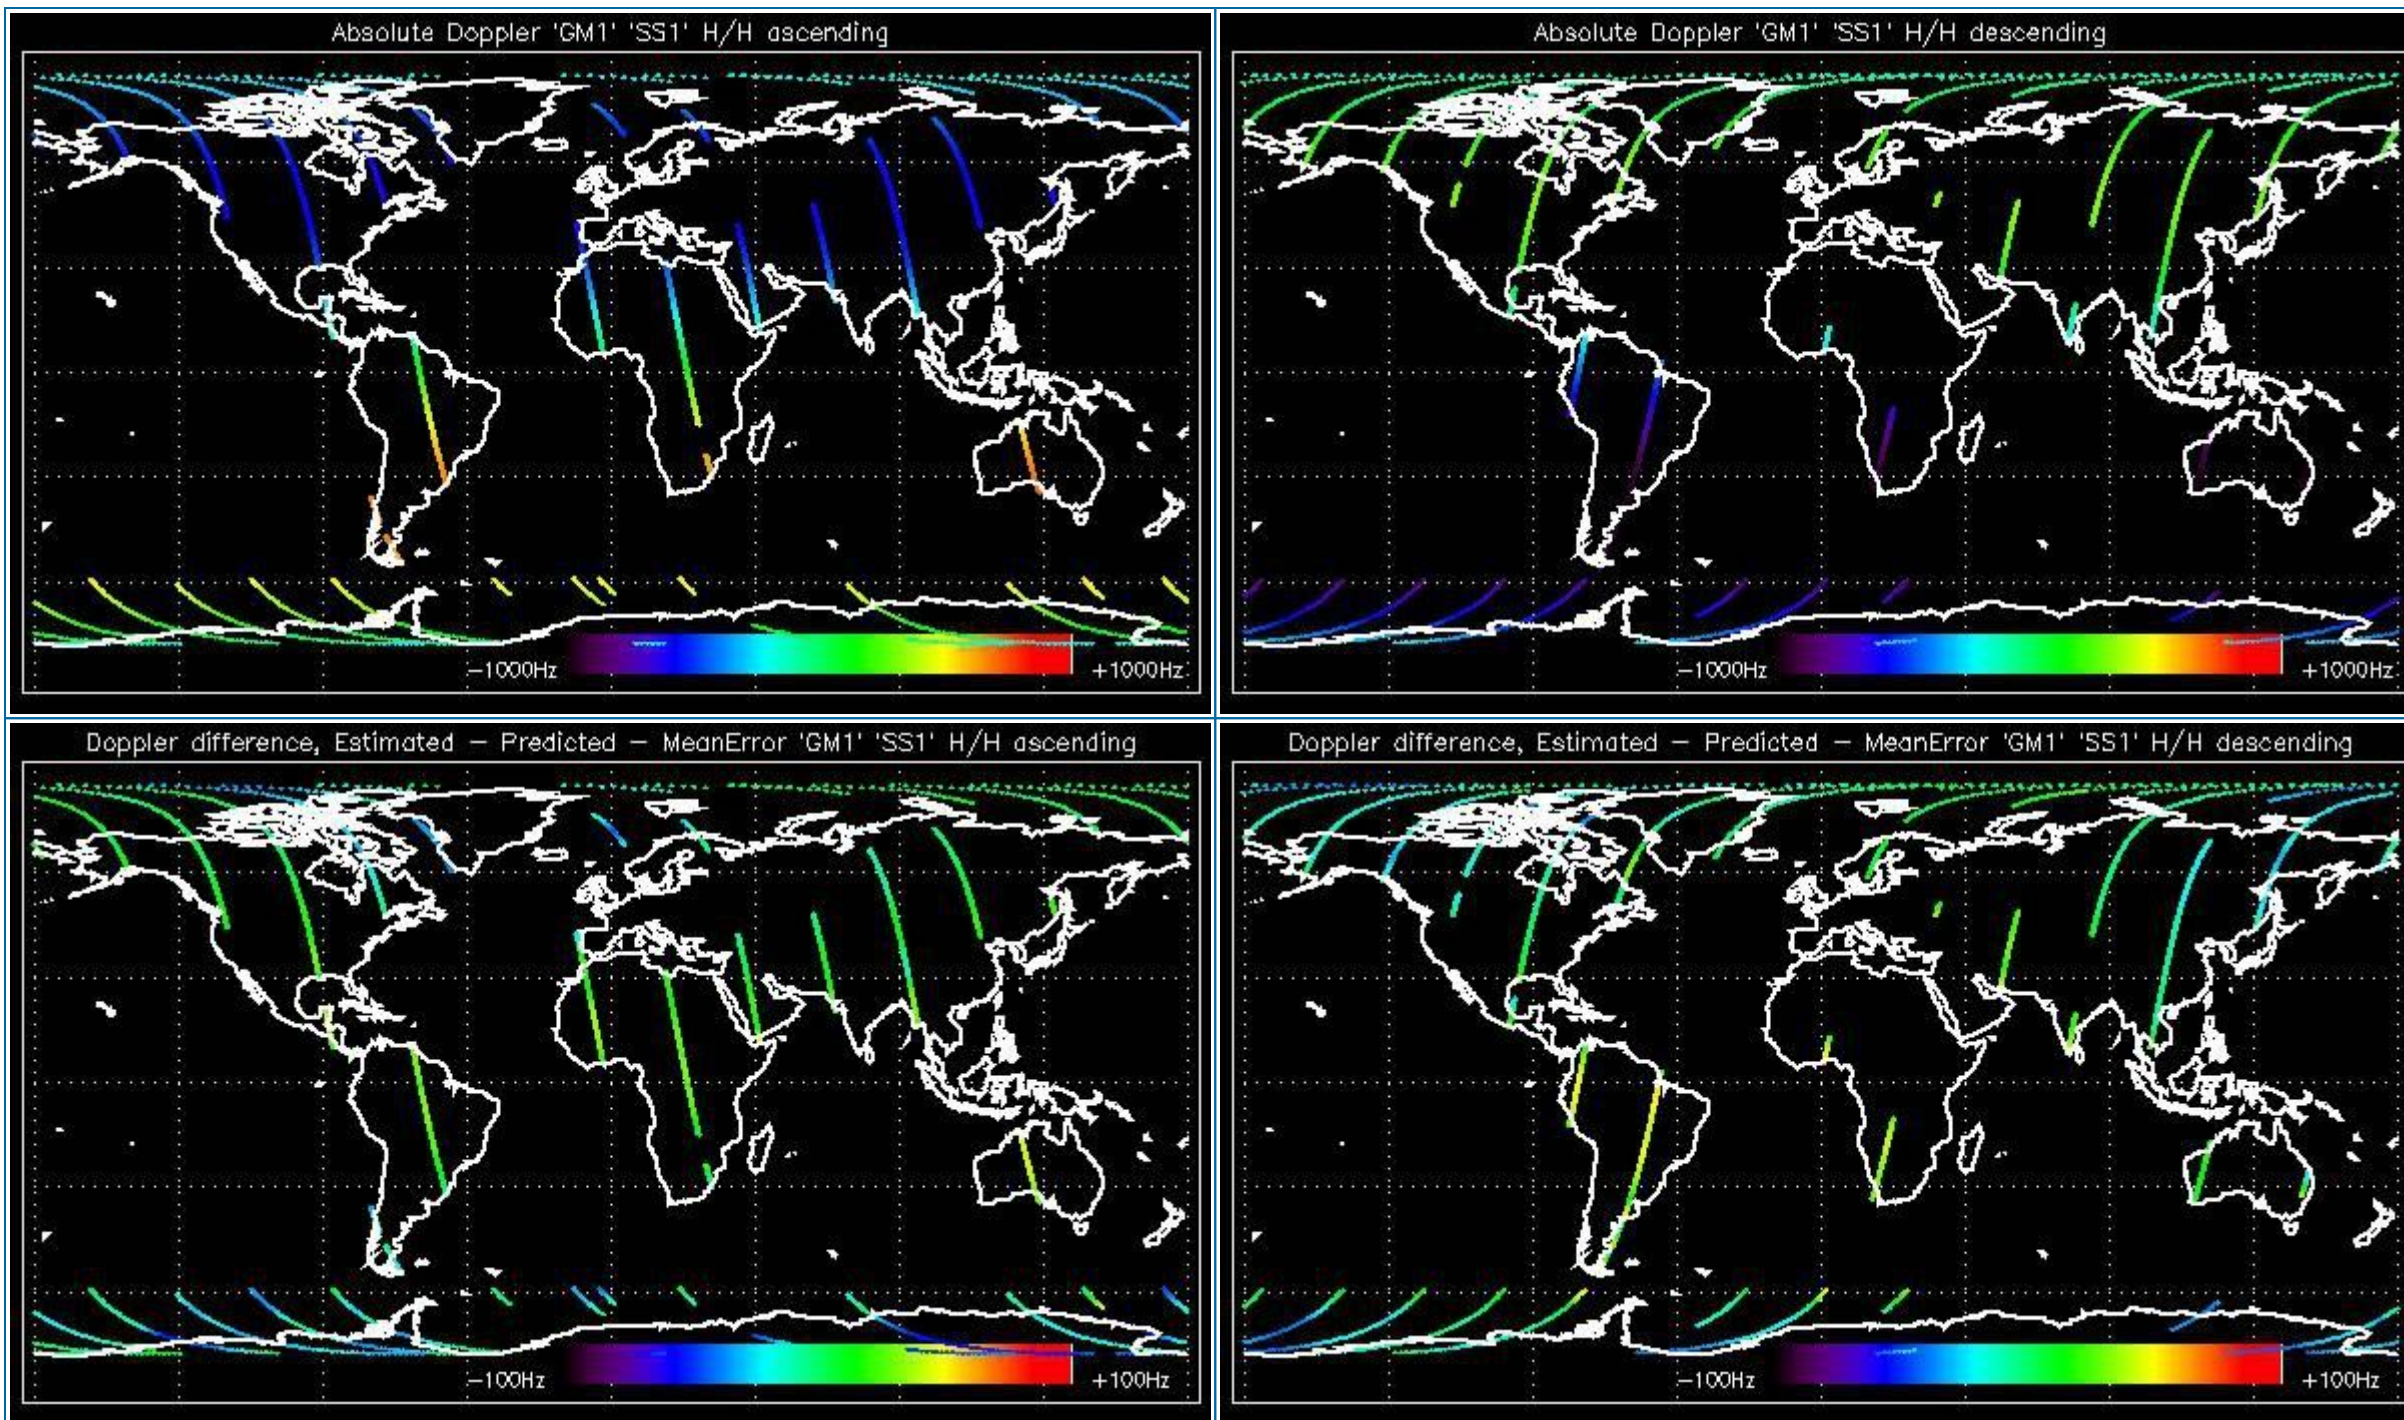 Absolute Doppler 'GM1' 'SS1' H/H ascending
-1000Hz
+1000Hz
Absolute Doppler 'GM1' 'SS1' H/H descending
-1000Hz
+1000Hz
Doppler difference, Estimated - Predicted - MeanError 'GM1' 'SS1' H/H ascending
-100Hz
+100Hz
Doppler difference, Estimated - Predicted - MeanError 'GM1' 'SS1' H/H descending
-100Hz
+100Hz